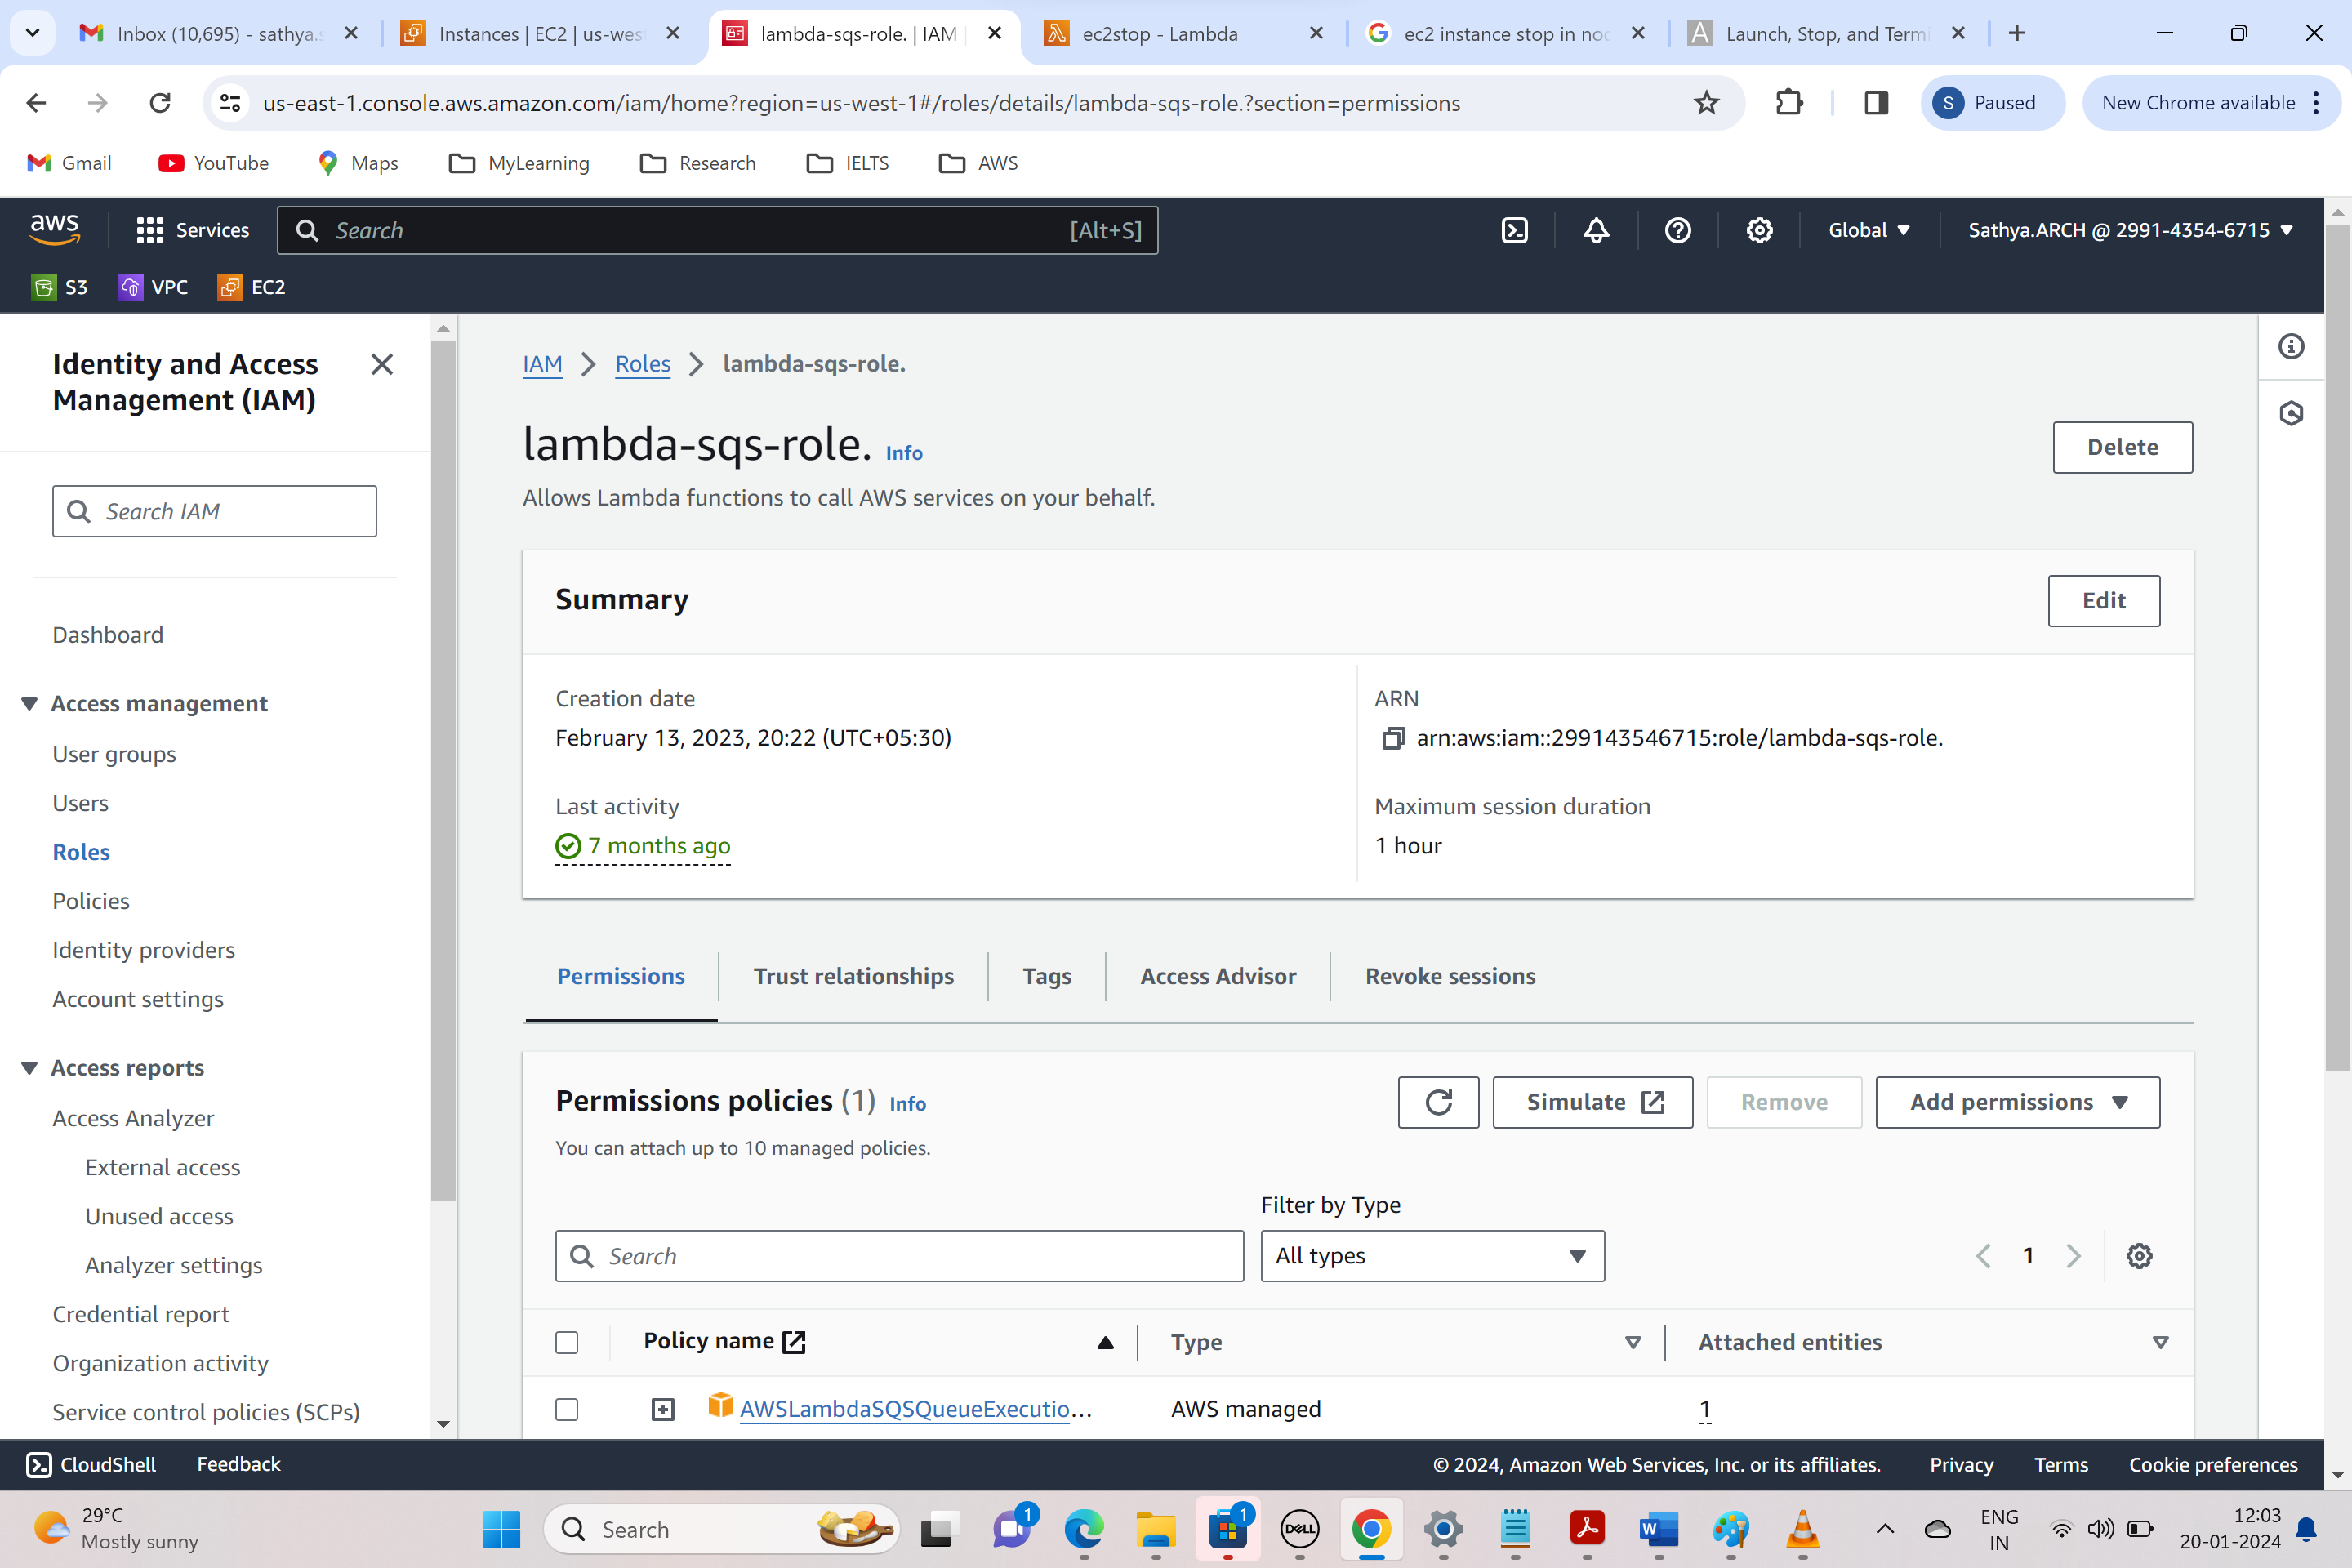 Inbox (10,695) - sathya.s
Instances | EC2 | us-wes
lambda-sqs-role. | IAM |
ec2stop - Lambda
ec2 instance stop in noc
Launch, Stop, and Termi
us-east-1.console.aws.amazon.com/iam/home?region=us-west-1#/roles/details/lambda-sqs-role.?section=permissions
S
Paused
New Chrome available
Gmail
YouTube
Maps
MyLearning
Research
IELTS
AWS
aws
Services
Search
[Alt+S]
Global
Sathya.ARCH @ 2991-4354-6715
S3
VPC
EC2
Identity and Access
Management (IAM)
Search IAM
Dashboard
Access management
User groups
Users
Roles
Policies
Identity providers
Account settings
Access reports
Access Analyzer
External access
Unused access
Analyzer settings
Credential report
Organization activity
Service control policies (SCPs)
IAM
Roles
lambda-sqs-role.
lambda-sqs-role. Info
Delete
Allows Lambda functions to call AWS services on your behalf.
Summary
Edit
Creation date
February 13, 2023, 20:22 (UTC+05:30)
ARN
arn:aws:iam::299143546715:role/lambda-sqs-role.
Last activity
7 months ago
Maximum session duration
1 hour
Permissions
Trust relationships
Tags
Access Advisor
Revoke sessions
Permissions policies (1) Info
You can attach up to 10 managed policies.
Simulate
Remove
Add permissions
Filter by Type
Search
All types
1
Policy name
Type
Attached entities
AWSLambdaSQSQueueExecutio...
AWS managed
1
CloudShell
Feedback
© 2024, Amazon Web Services, Inc. or its affiliates.
Privacy
Terms
Cookie preferences
29°C
Mostly sunny
Search
1
1
DELL
W
ENG
IN
12:03
20-01-2024